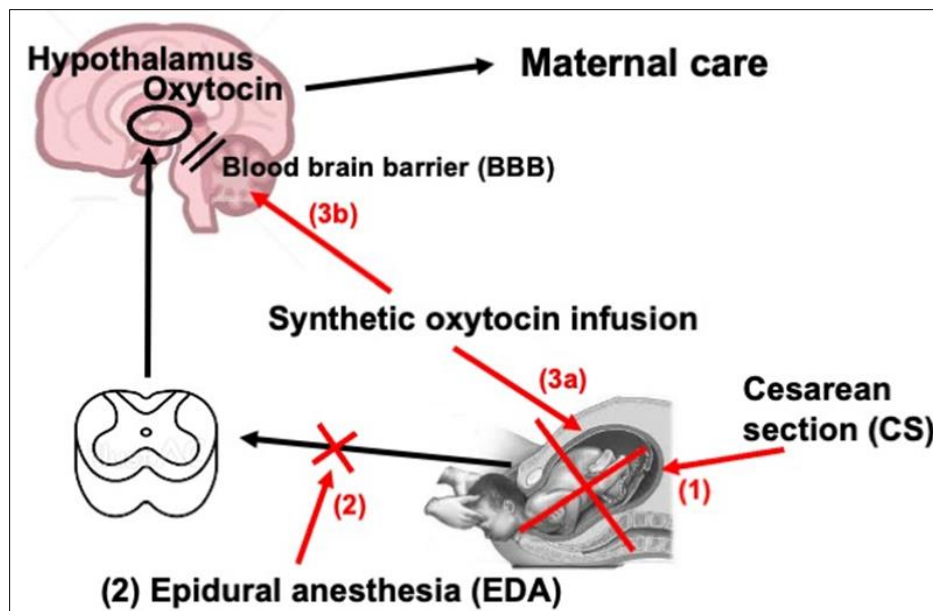 Hypothalamus
Oxytocin
Maternal care
Blood brain barrier (BBB)
(3b)
Synthetic oxytocin infusion
(3a)
Cesarean
section (CS)
(1)
(2)
(2) Epidural anesthesia (EDA)